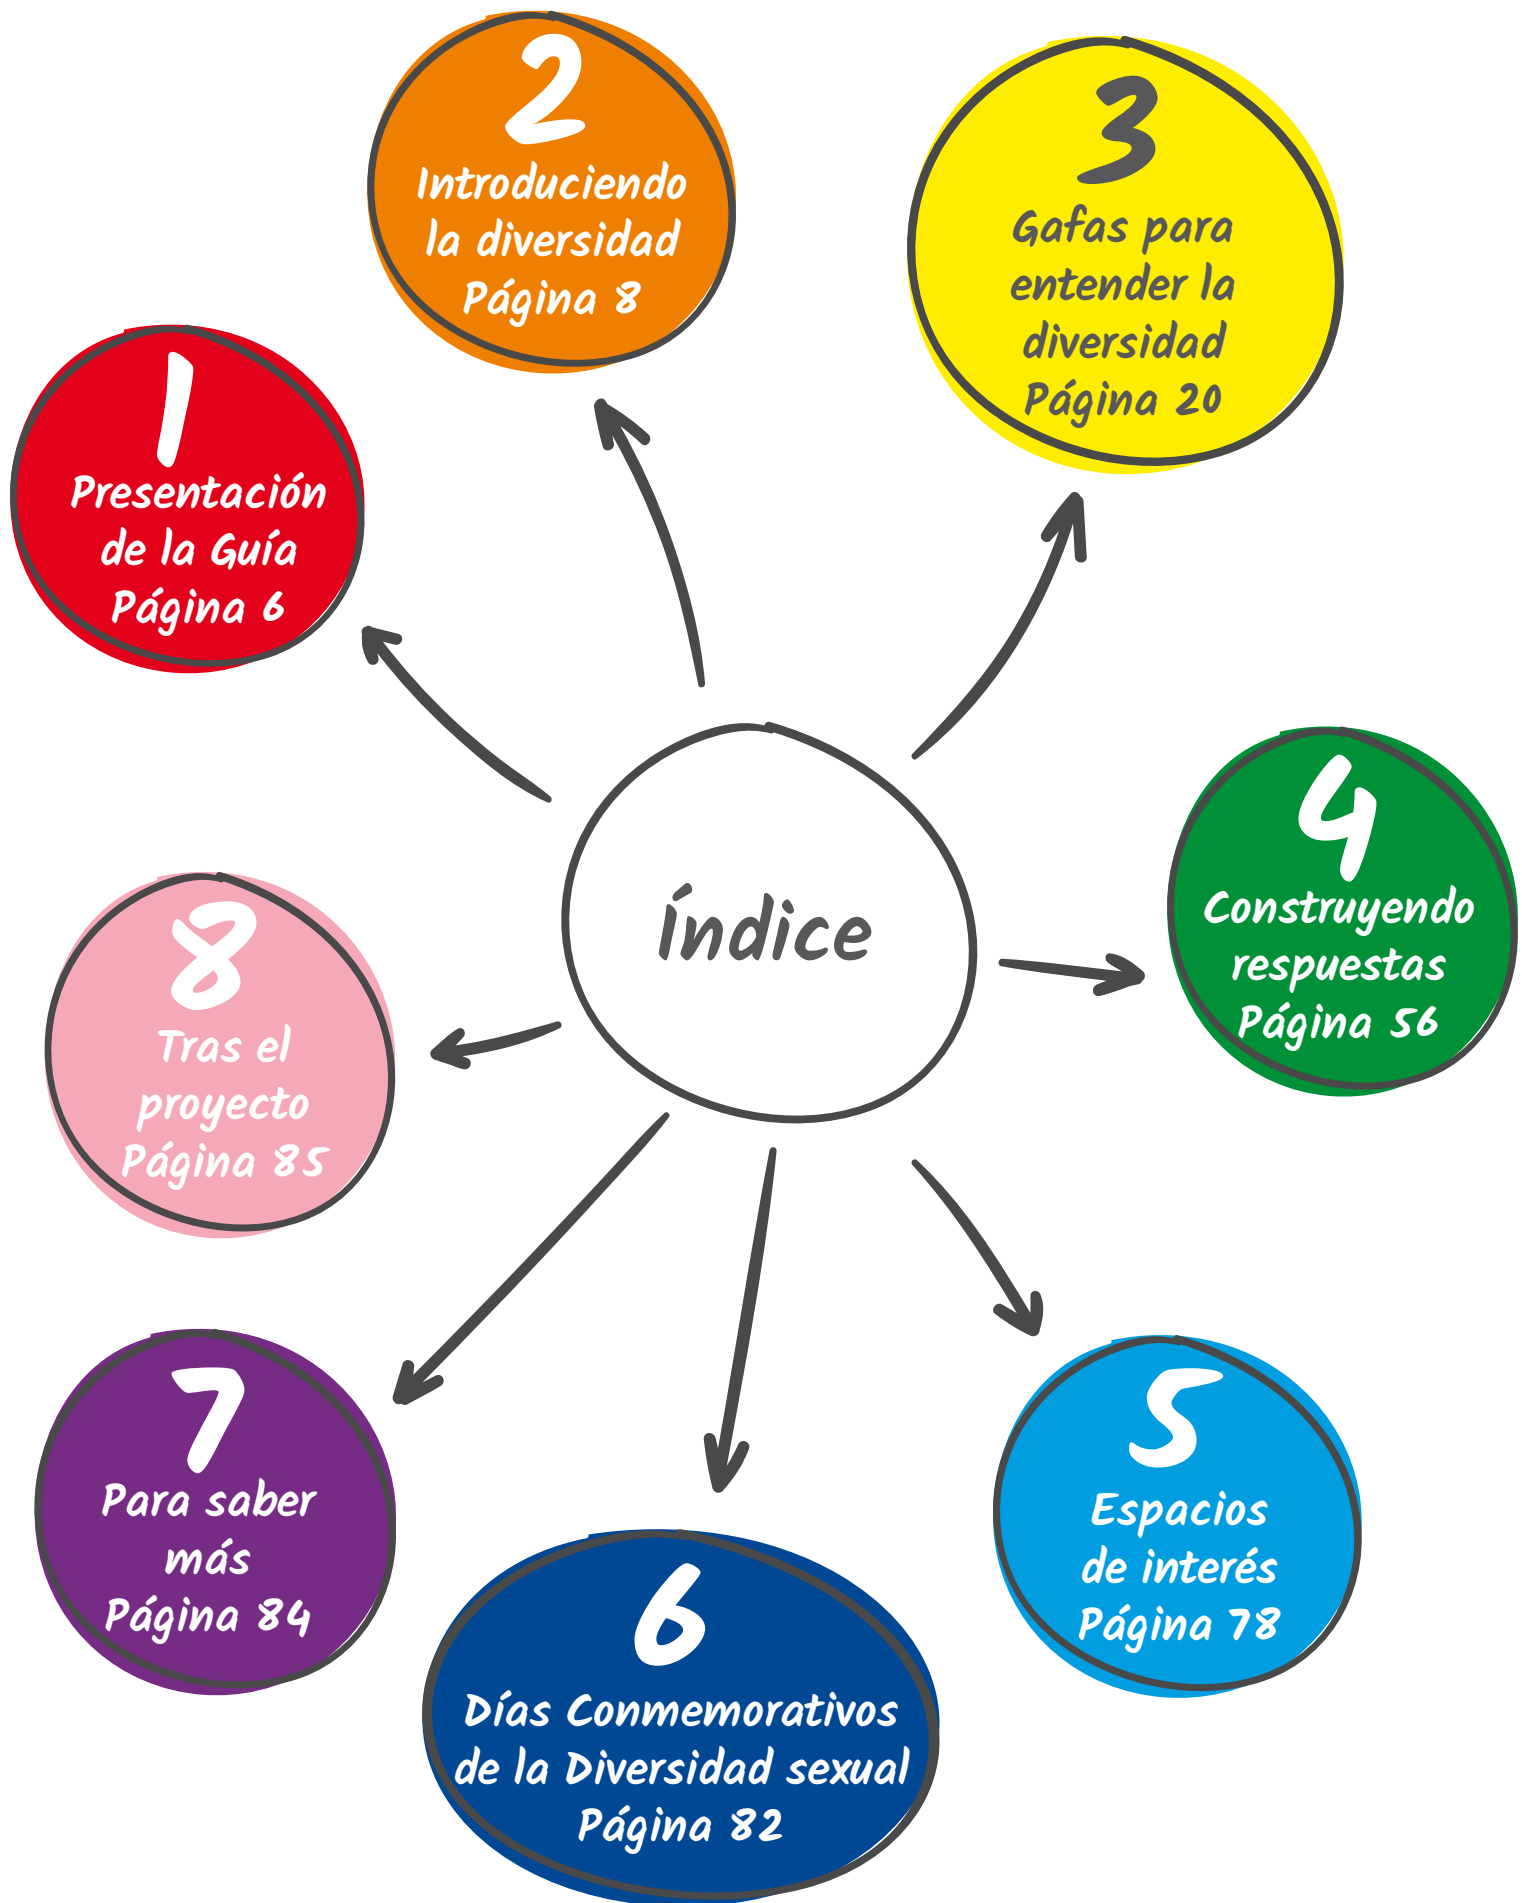 índice
1
Presentación
de la Guía
Página 6
2
Introduciendo
la diversidad
Página 8
3
Gafas para
entender la
diversidad
Página 20
4
Construyendo
respuestas
Página 56
5
Espacios
de interés
Página 78
6
Días Conmemorativos
de la Diversidad sexual
Página 82
7
Para saber
más
Página 84
8
Tras el
proyecto
Página 85